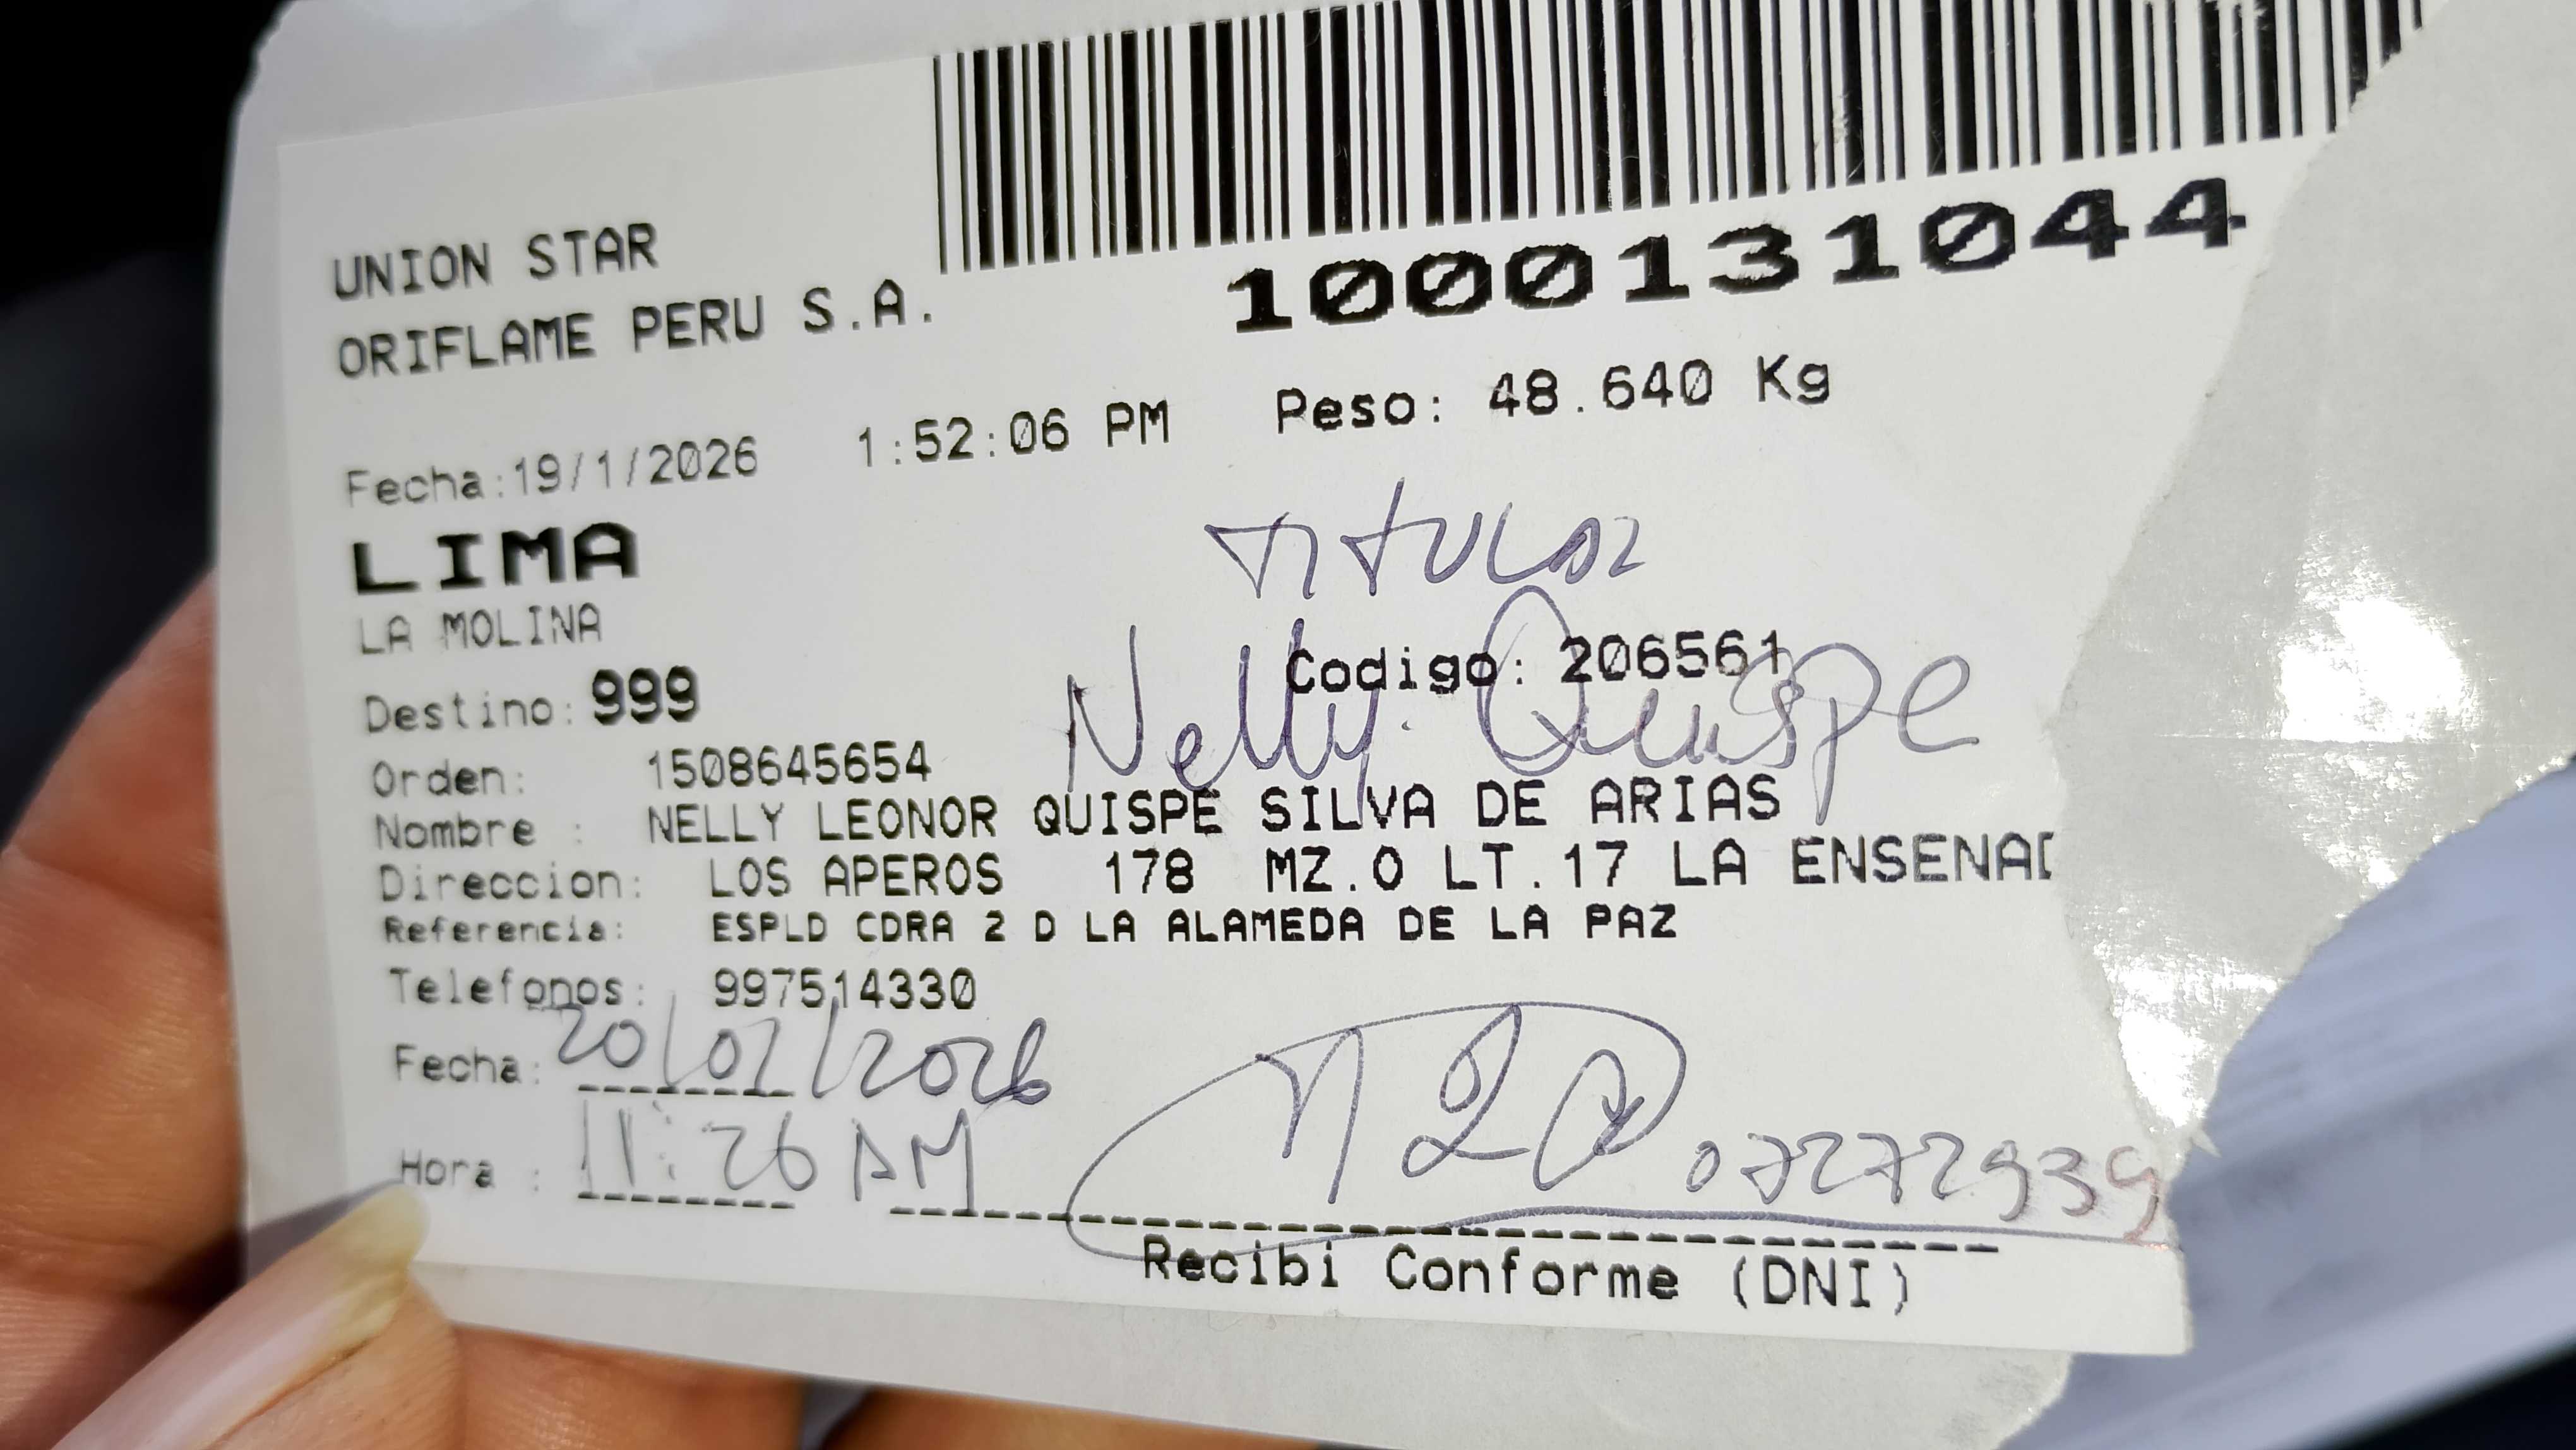 UNION STAR
ORIFLAME PERU S.A.
1000131044
Fecha:19/1/2026 1:52:06 PM Peso: 48.640 Kg
LIMA
TITULAR
LA MOLINA
Codigo: 206561
Destino: 999
Nelly Quispe
Orden: 1508645654
Nombre : NELLY LEONOR QUISPE SILVA DE ARIAS
Direccion: LOS APEROS 178 MZ.O LT.17 LA ENSENAD
Referencia: ESPLD CDRA 2 D LA ALAMEDA DE LA PAZ
Telefonos: 997514330
Fecha: 20/01/2026
Hora : 11:26 AM
07272939
Recibi Conforme (DNI)